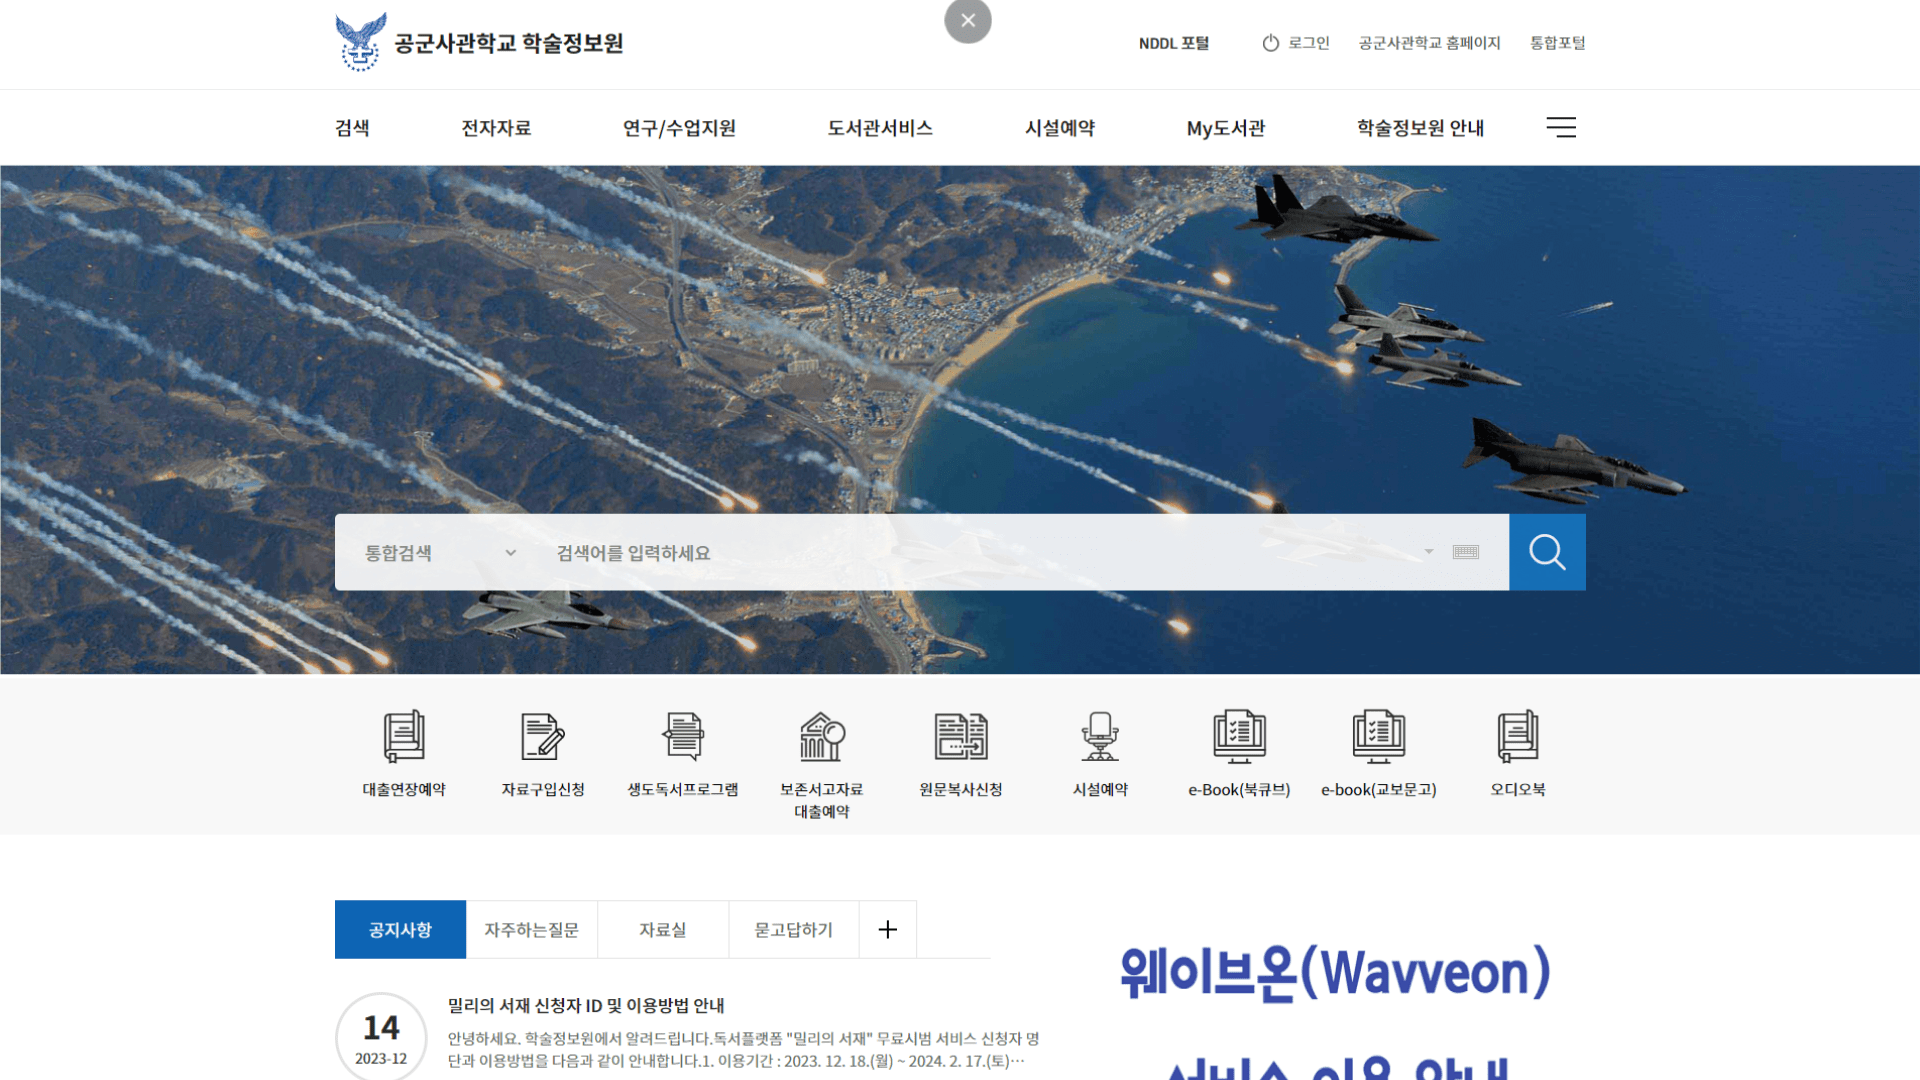 공군사관학교 학술정보원
NDDL 포털
로그인
공군사관학교 홈페이지
통합포털
검색
전자자료
연구/수업지원
도서관서비스
시설예약
My도서관
학술정보원 안내
통합검색
검색어를 입력하세요
대출연장예약
자료구입신청
생도독서프로그램
보존서고자료
대출예약
원문복사신청
시설예약
e-Book(북큐브)
e-book(교보문고)
오디오북
공지사항
자주하는질문
자료실
묻고답하기
14
2023-12
밀리의 서재 신청자 ID 및 이용방법 안내
안녕하세요. 학술정보원에서 알려드립니다.독서플랫폼 "밀리의 서재" 무료시범 서비스 신청자 명
단과 이용방법을 다음과 같이 안내합니다.1. 이용기간 : 2023. 12. 18.(월) ~ 2024. 2. 17.(토)…
웨이브온(Wavveon)
서비스 이용 안내